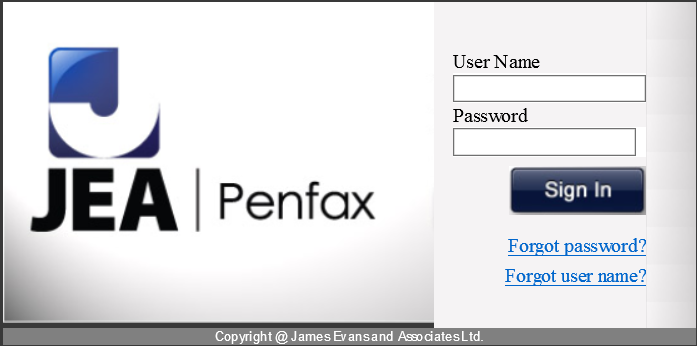 JEA | Penfax
User Name
Password
Sign In
Forgot password?
Forgot user name?
Copyright @ James Evans and Associates Ltd.